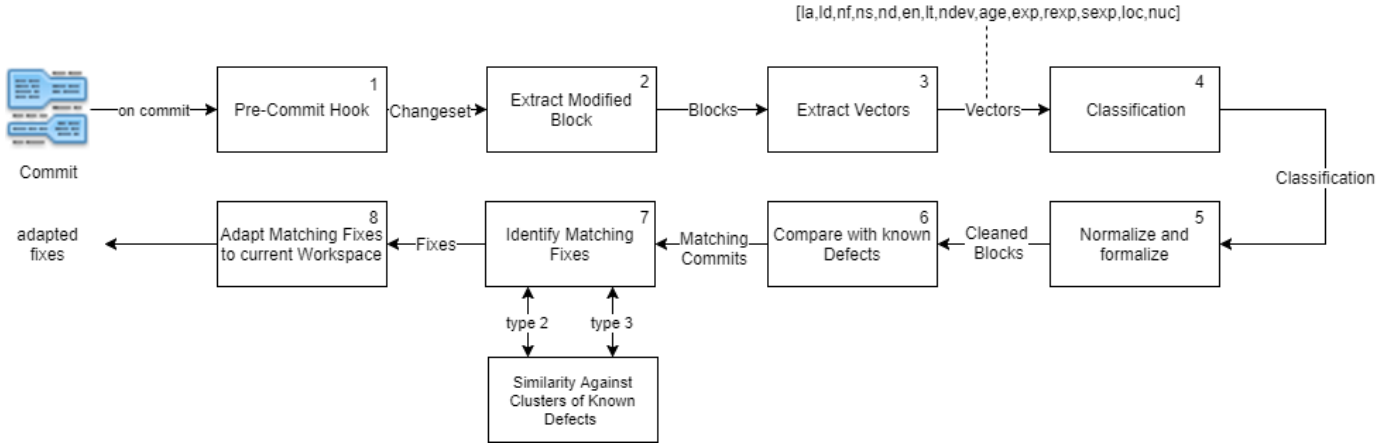 [la,ld,nf,ns,nd,en,lt,ndev,age,exp,rexp,sexp,loc,nuc]
Commit
on commit
1
Pre-Commit Hook
Changeset
2
Extract Modified
Block
Blocks
3
Extract Vectors
Vectors
4
Classification
Classification
5
Normalize and
formalize
Cleaned
Blocks
6
Compare with known
Defects
Matching
Commits
7
Identify Matching
Fixes
Fixes
8
Adapt Matching Fixes
to current Workspace
adapted
fixes
type 2
type 3
Similarity Against
Clusters of Known
Defects